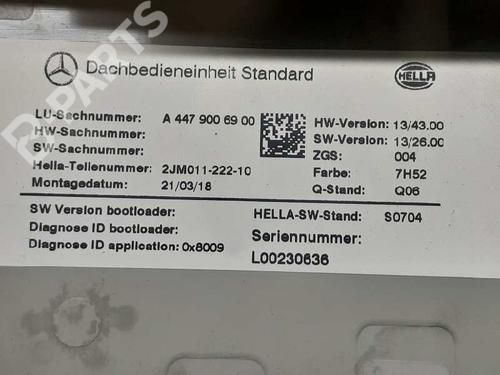 Dachbedieneinheit Standard
HELLA
LU-Sachnummer: A 447 900 69 00
HW-Sachnummer:
SW-Sachnummer:
Hella-Teilenummer: 2JM011-222-10
Montagedatum: 21/03/18
HW-Version: 13/43.00
SW-Version: 13/26.00
ZGS: 004
Farbe: 7H52
Q-Stand: Q06
SW Version bootloader:
Diagnose ID bootloader:
Diagnose ID application: 0x8009
HELLA-SW-Stand: S0704
Seriennummer:
L00230636